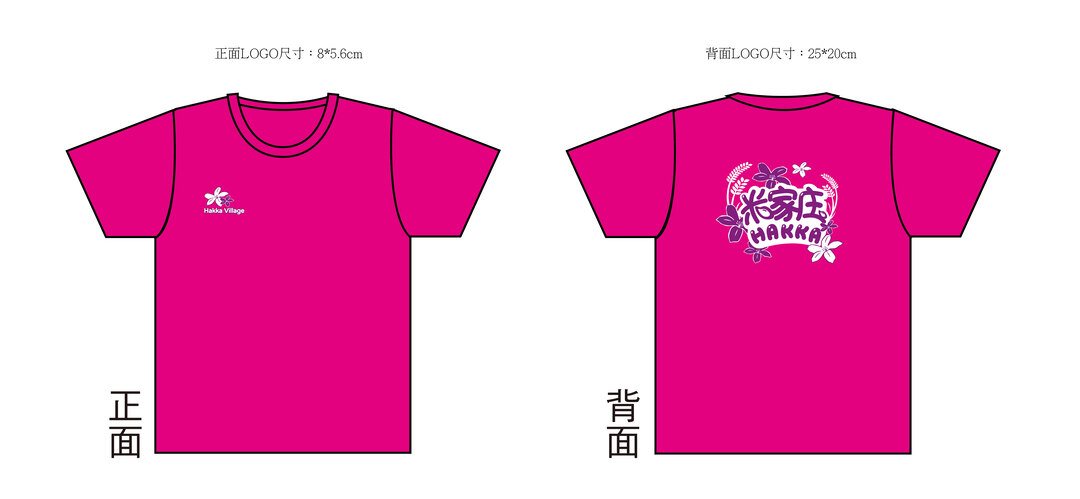 正面LOGO尺寸：8*5.6cm
背面LOGO尺寸：25*20cm
Hakka Village
米家庄
HAKKA
正面
背面